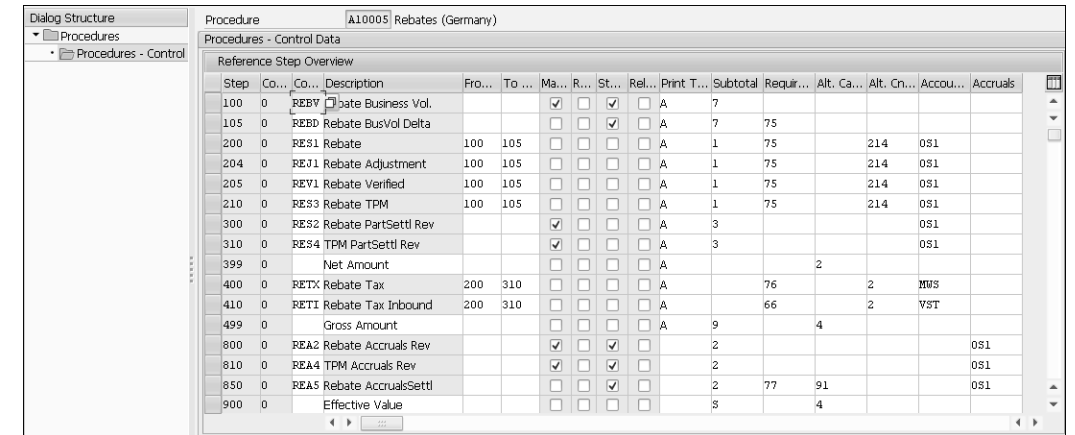 Dialog Structure
Procedures
Procedures - Control
Procedure A10005 Rebates (Germany)
Procedures - Control Data
Reference Step Overview
Step Co... Co... Description Fro... To ... Ma... R... St... Rel... Print T... Subtotal Requir... Alt. Ca... Alt. Cn... Accou... Accruals
100 0 REBV bate Business Vol. A 7
105 0 REBD Rebate BusVol Delta A 7 75
200 0 RES1 Rebate 100 105 A 1 75 214 0S1
204 0 REJ1 Rebate Adjustment 100 105 A 1 75 214 0S1
205 0 REV1 Rebate Verified 100 105 A 1 75 214 0S1
210 0 RES3 Rebate TPM 100 105 A 1 75 214 0S1
300 0 RES2 Rebate PartSettl Rev A 3 0S1
310 0 RES4 TPM PartSettl Rev A 3 0S1
399 0 Net Amount A 2
400 0 RETX Rebate Tax 200 310 A 76 2 MWS
410 0 RETI Rebate Tax Inbound 200 310 A 66 2 VST
499 0 Gross Amount A 9 4
800 0 REA2 Rebate Accruals Rev 2 0S1
810 0 REA4 TPM Accruals Rev 2 0S1
850 0 REA5 Rebate AccrualsSettl 2 77 91 0S1
900 0 Effective Value S 4